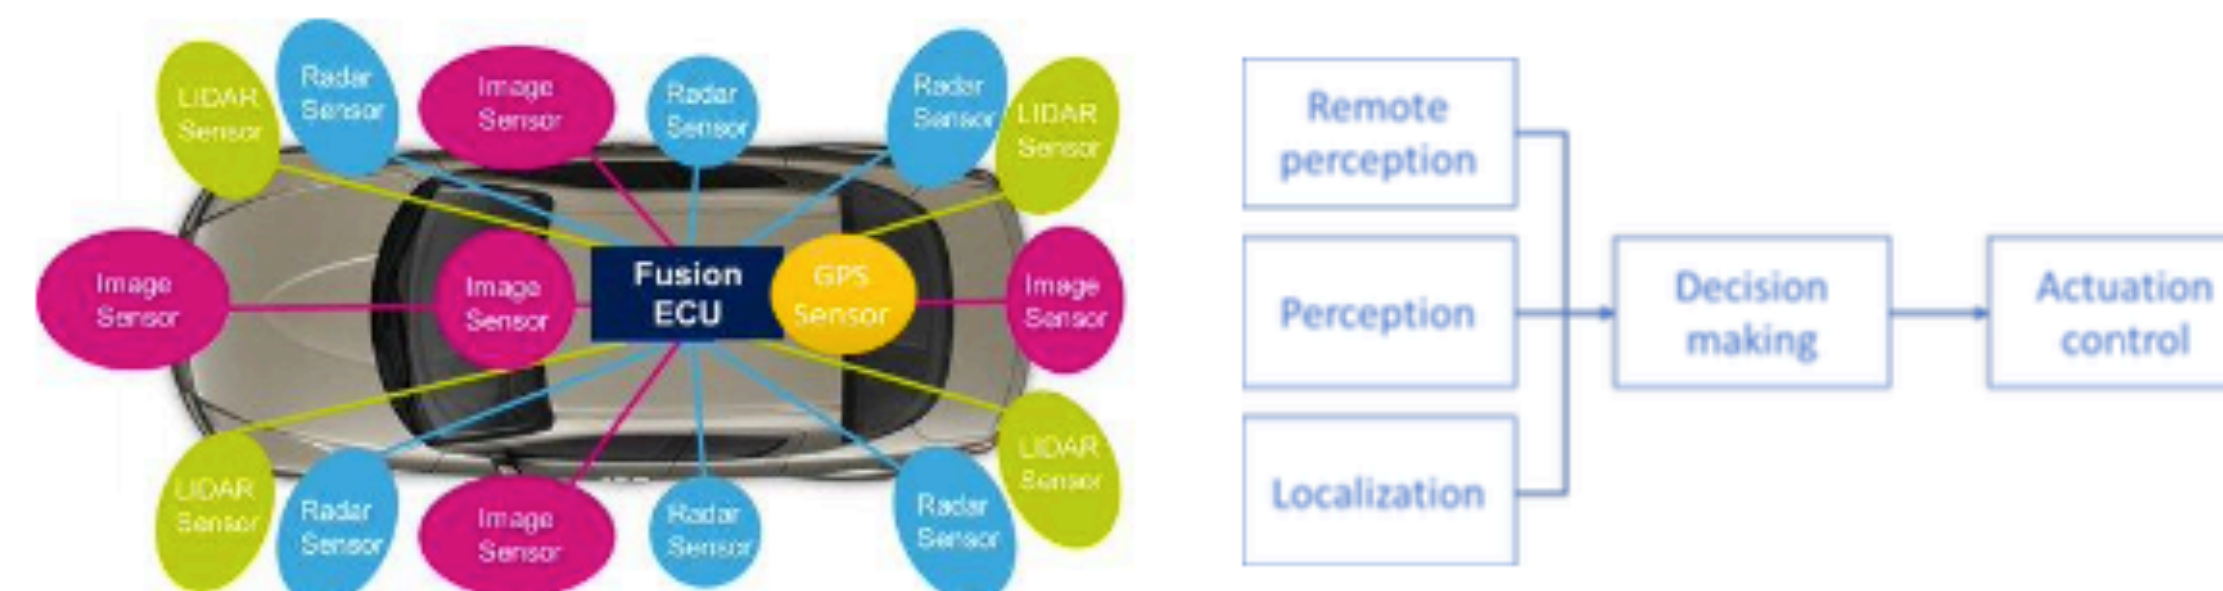 LIDAR
Sensor
Radar
Sensor
Image
Sensor
Radar
Sensor
Radar
Sensor
LIDAR
Sensor
Image
Sensor
Image
Sensor
Fusion
ECU
GPS
Sensor
Image
Sensor
LIDAR
Sensor
Radar
Sensor
Image
Sensor
Radar
Sensor
Radar
Sensor
LIDAR
Sensor
Remote
perception
Perception
Localization
Decision
making
Actuation
control